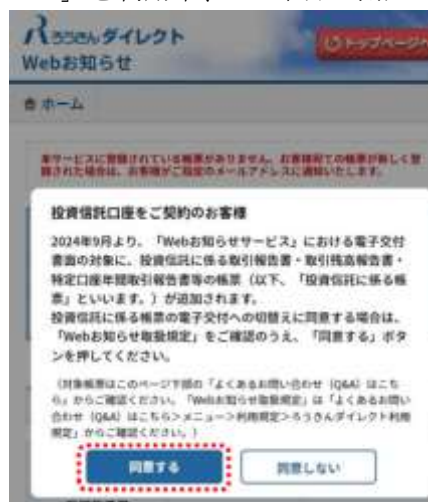 ろうきんダイレクト
Webお知らせ
トップページへ
ホーム
本サービスに登録されている帳票がありません。お客様宛ての帳票が新しく登
録された場合は、お客様がご指定のメールアドレスに通知いたします。
投資信託口座をご契約のお客様
2024年9月より、「Webお知らせサービス」における電子交付
書面の対象に、投資信託に係る取引報告書・取引残高報告書・
特定口座年間取引報告書等の帳票（以下、「投資信託に係る帳
票」といいます。）が追加されます。
投資信託に係る帳票の電子交付への切替えに同意する場合は、
「Webお知らせ取扱規定」をご確認のうえ、「同意する」ボタ
ンを押してください。
（対象帳票はこのページ下部の「よくあるお問い合わせ（Q&A）はこち
ら」からご確認ください。「Webお知らせ取扱規定」は「よくあるお問い
合わせ（Q&A）はこちら>メニュー>利用規定>ろうきんダイレクト利用
規定」からご確認ください。）
同意する
同意しない